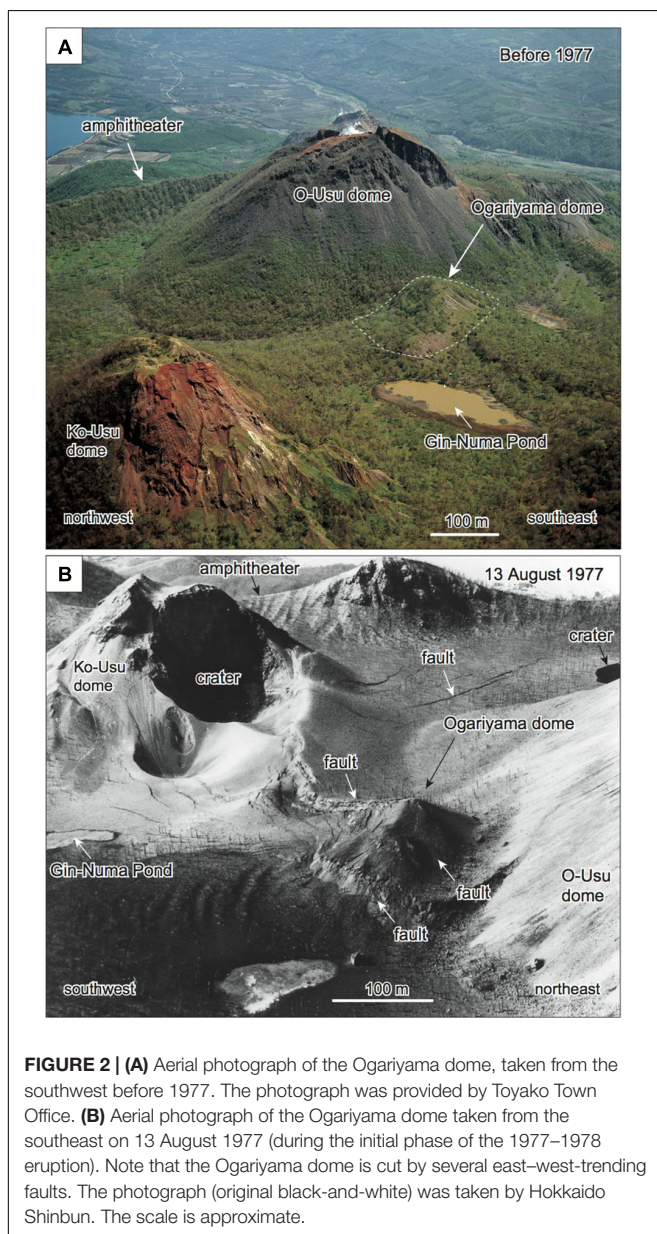 A
Before 1977
amphitheater
O-Usu dome
Ogariyama
dome
Ko-Usu
dome
Gin-Numa Pond
northwest
100 m
southeast
B
amphitheater
13 August 1977
crater
Ko-Usu
dome
crater
fault
Ogariyama
dome
fault
Gin-Numa Pond
fault
O-Usu
dome
fault
southwest
100 m
northeast
FIGURE 2 | (A) Aerial photograph of the Ogariyama dome, taken from the
southwest before 1977. The photograph was provided by Toyako Town
Office. (B) Aerial photograph of the Ogariyama dome taken from the
southeast on 13 August 1977 (during the initial phase of the 1977–1978
eruption). Note that the Ogariyama dome is cut by several east–west-trending
faults. The photograph (original black-and-white) was taken by Hokkaido
Shinbun. The scale is approximate.